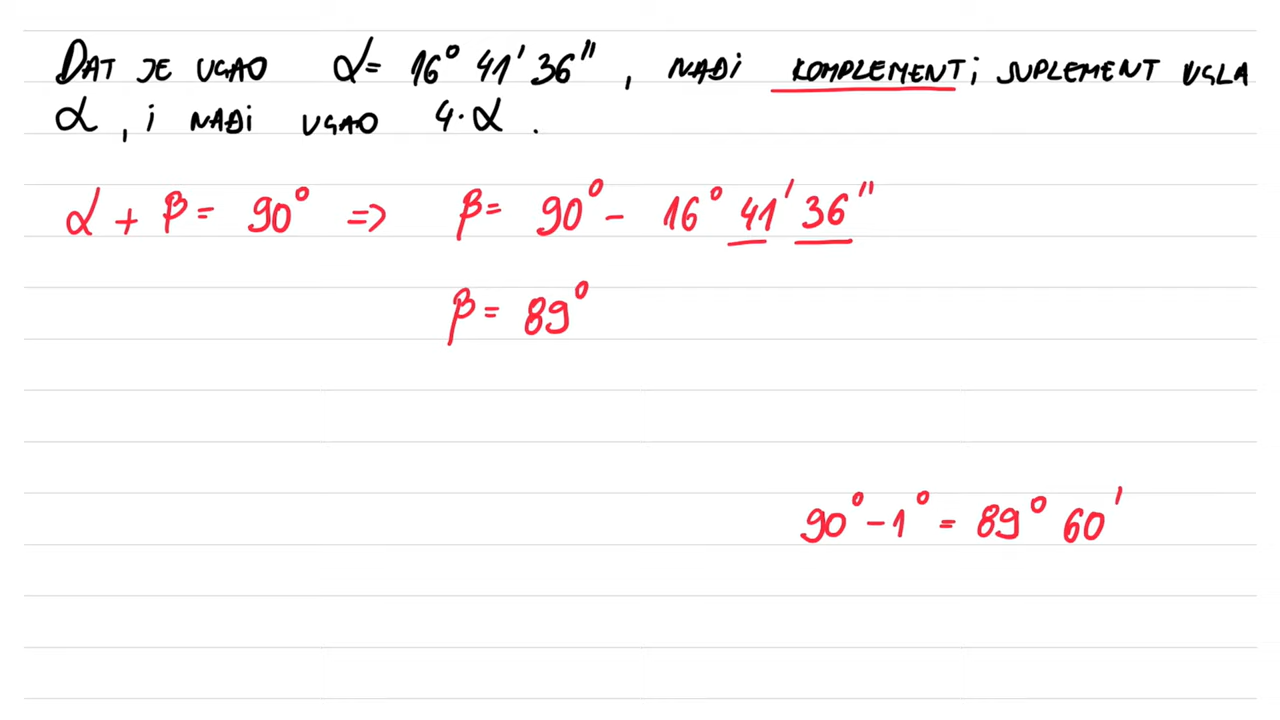 DAT JE UGAO α= 16° 41' 36'' , NAĐI KOMPLEMENT i SUPLEMENT UGLA
α , i NAĐI UGAO 4·α .
α + β = 90° => β = 90° - 16° 41' 36''
β = 89°
90° - 1° = 89° 60'